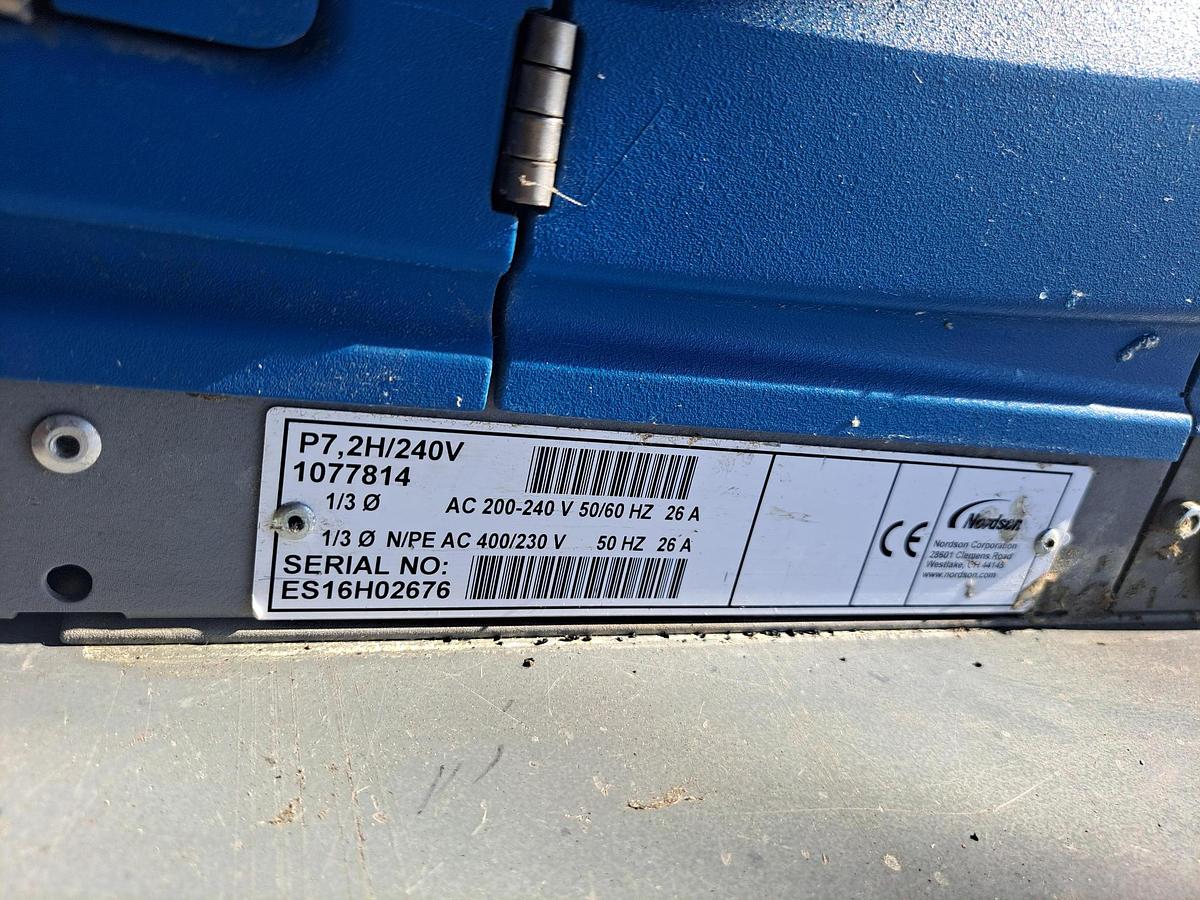 P7,2H/240V
1077814
1/3 Ø AC 200-240 V 50/60 HZ 26 A
1/3 Ø N/PE AC 400/230 V 50 HZ 26 A
SERIAL NO:
ES16H02676
CE
Nordson
Nordson Corporation
28601 Clemens Road
Westlake, OH 44145
www.nordson.com